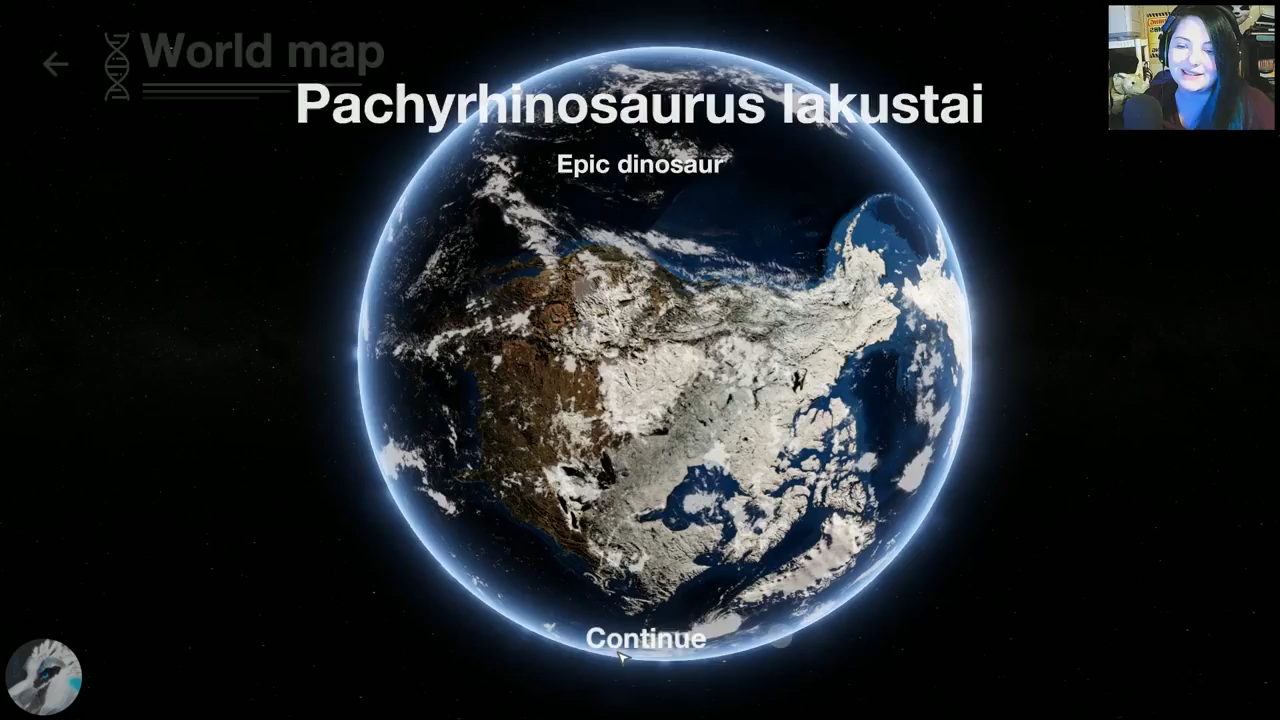 World map
Pachyrhinosaurus lakustai
Epic dinosaur
Continue